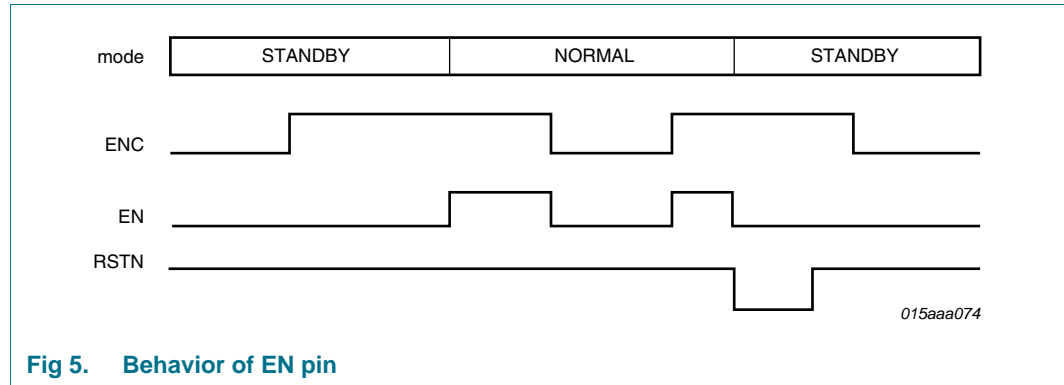 mode STANDBY NORMAL STANDBY
ENC
EN
RSTN
015aaa074
Fig 5. Behavior of EN pin